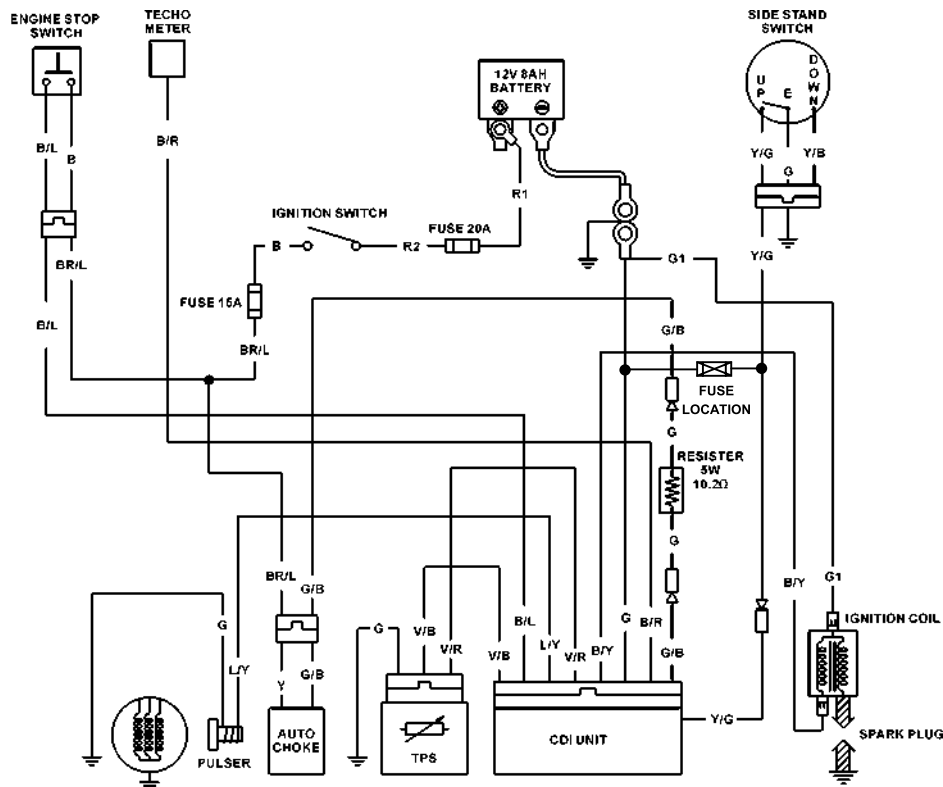 ENGINE STOP
SWITCH
TECHO
METER
SIDE STAND
SWITCH
12V 8AH
BATTERY
UP
E
DOWN
B/L
B
B/R
Y/G
G
Y/B
R1
IGNITION SWITCH
FUSE 20A
B
R2
BR/L
G1
Y/G
FUSE 15A
B/L
G/B
BR/L
FUSE
LOCATION
G
RESISTER
5W
10.2Ω
G
BR/L
G/B
B/Y
G1
G
V/B
B/L
G
B/R
E
IGNITION COIL
G
L/Y
V/R
V/B
L/Y
V/R
B/Y
G/B
Y
G/B
E
Y/G
AUTO
CHOKE
CDI UNIT
SPARK PLUG
PULSER
TPS